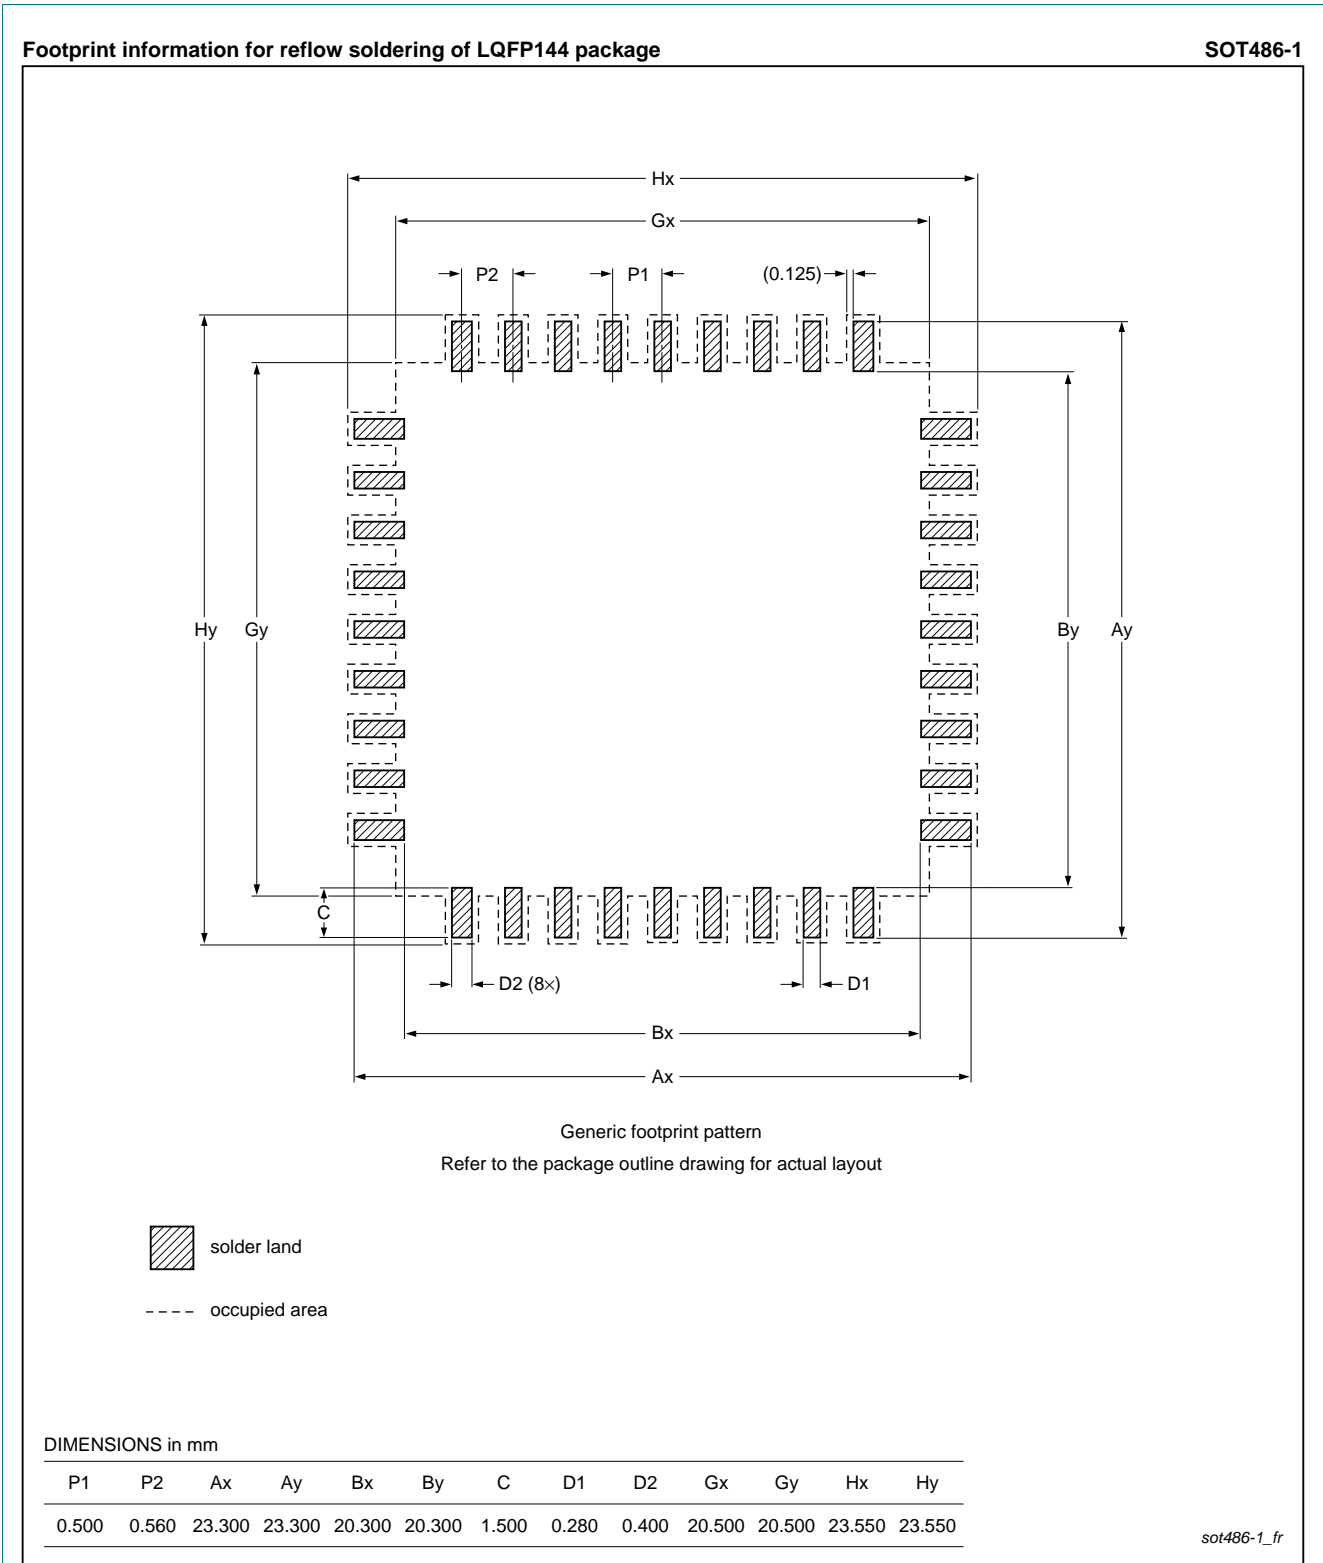 Footprint information for reflow soldering of LQFP144 package SOT486-1
Hx
Gx
P2 P1 (0.125)
Hy Gy By Ay
C
D2 (8×) D1
Bx
Ax
Generic footprint pattern
Refer to the package outline drawing for actual layout
solder land
occupied area
DIMENSIONS in mm
P1 P2 Ax Ay Bx By C D1 D2 Gx Gy Hx Hy
0.500 0.560 23.300 23.300 20.300 20.300 1.500 0.280 0.400 20.500 20.500 23.550 23.550
sot486-1_fr